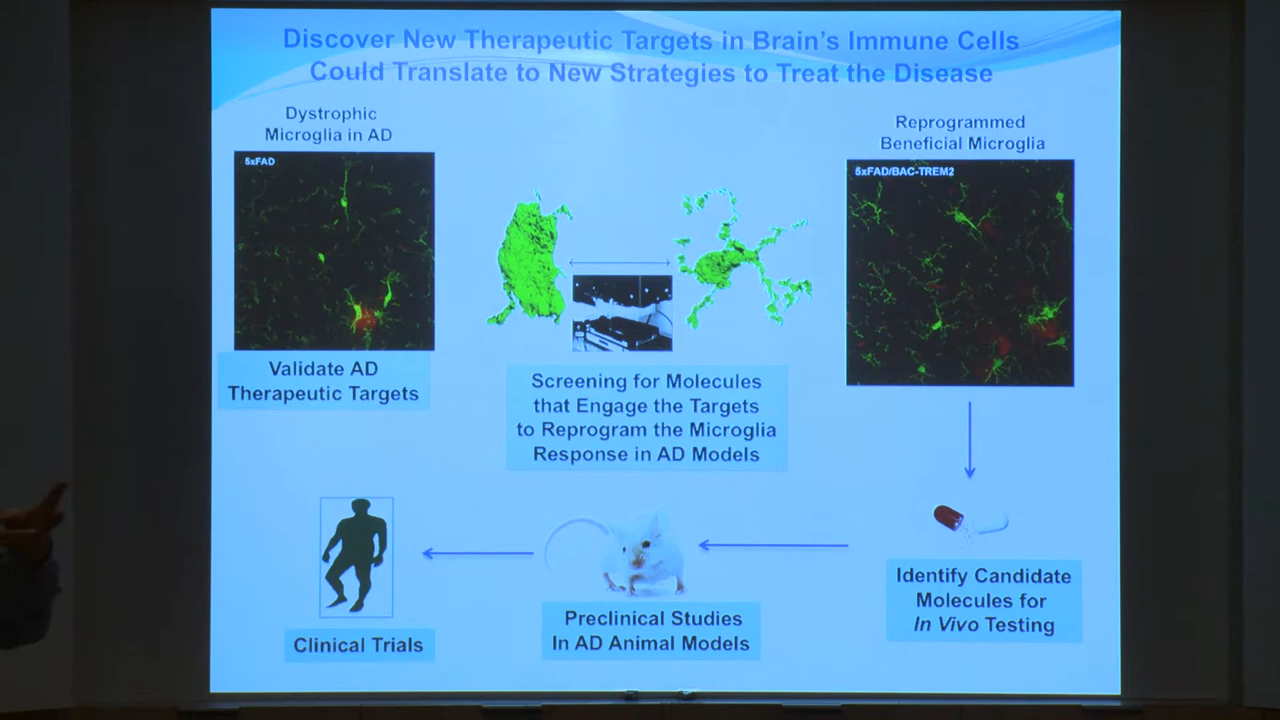 Discover New Therapeutic Targets in Brain's Immune Cells
Could Translate to New Strategies to Treat the Disease
Dystrophic
Microglia in AD
5xFAD
Validate AD
Therapeutic Targets
Screening for Molecules
that Engage the Targets
to Reprogram the Microglia
Response in AD Models
Reprogrammed
Beneficial Microglia
5xFAD/BAC-TREM2
Identify Candidate
Molecules for
In Vivo Testing
Preclinical Studies
In AD Animal Models
Clinical Trials